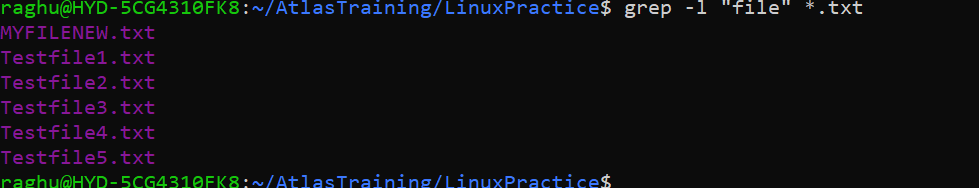 raghu@HYD-5CG4310FK8:~/AtlasTraining/LinuxPractice$ grep -l "file" *.txt
MYFILENEW.txt
Testfile1.txt
Testfile2.txt
Testfile3.txt
Testfile4.txt
Testfile5.txt
raghu@HYD-5CG4310FK8:~/AtlasTraining/LinuxPractice$